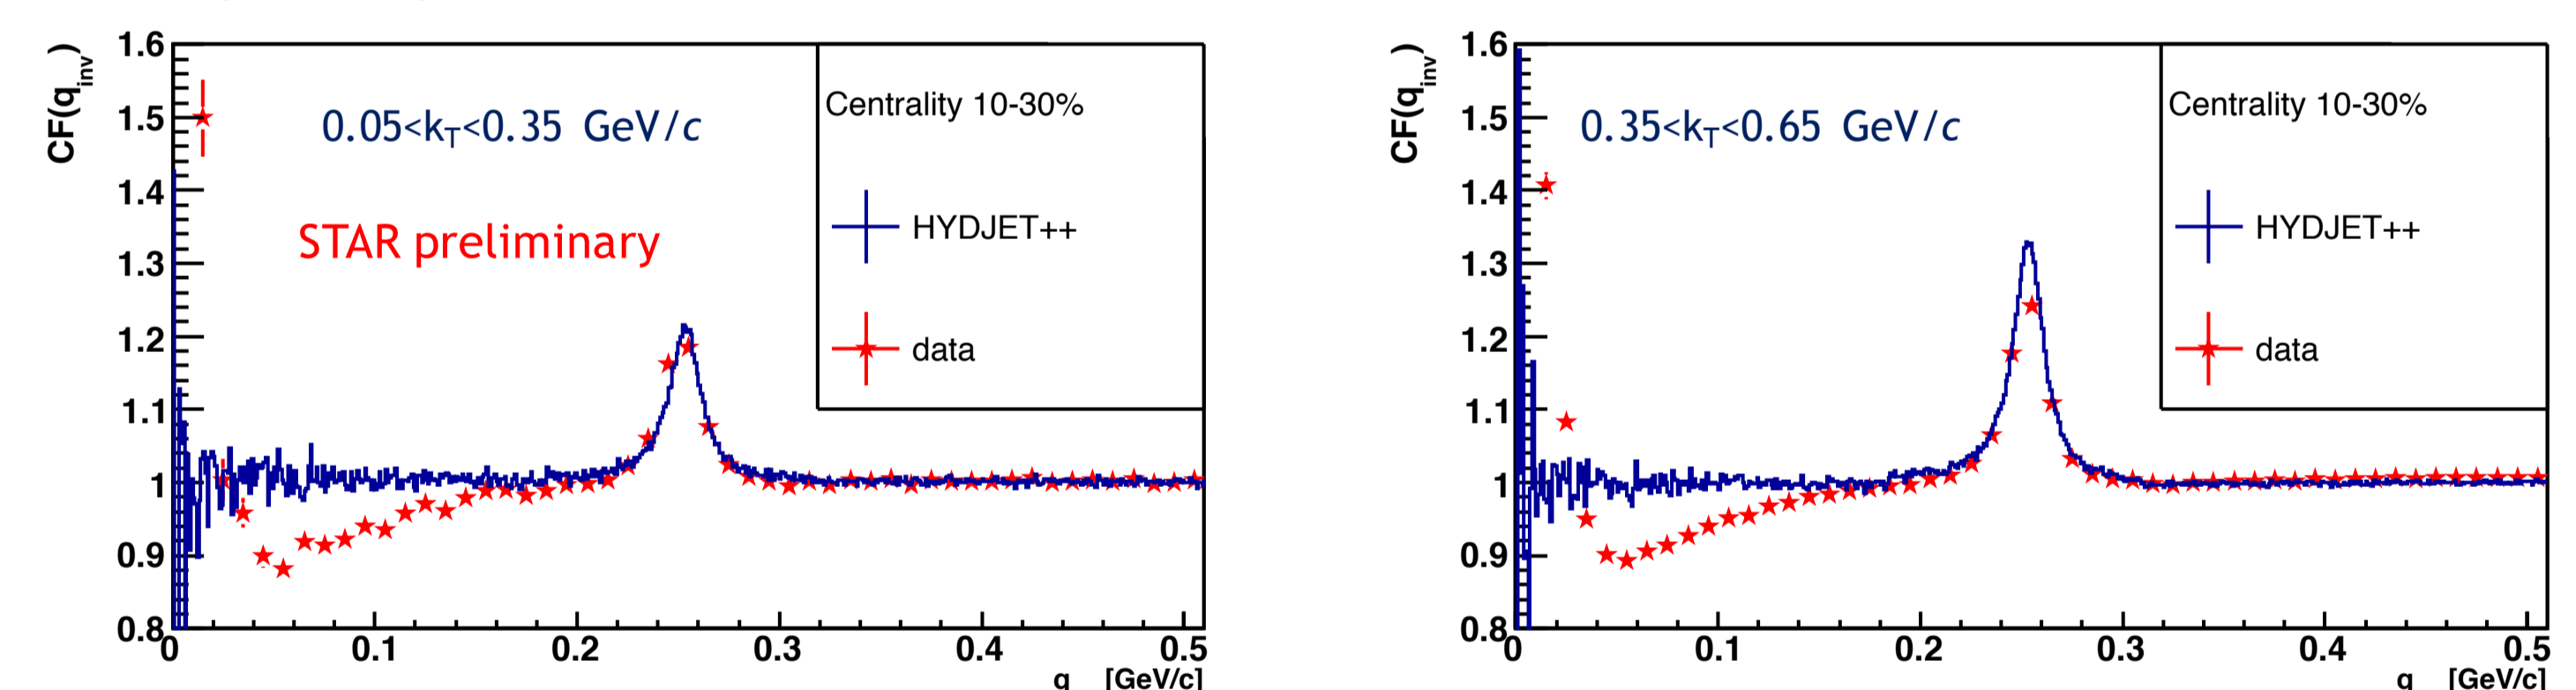 CF(q_inv)
1.6
1.5
1.4
1.3
1.2
1.1
1
0.9
0.8
0.05<k_T<0.35 GeV/c
STAR preliminary
Centrality 10-30%
HYDJET++
data
0 0.1 0.2 0.3 0.4 0.5
q [GeV/c]
CF(q_inv)
1.6
1.5
1.4
1.3
1.2
1.1
1
0.9
0.8
0.35<k_T<0.65 GeV/c
Centrality 10-30%
HYDJET++
data
0 0.1 0.2 0.3 0.4 0.5
q [GeV/c]